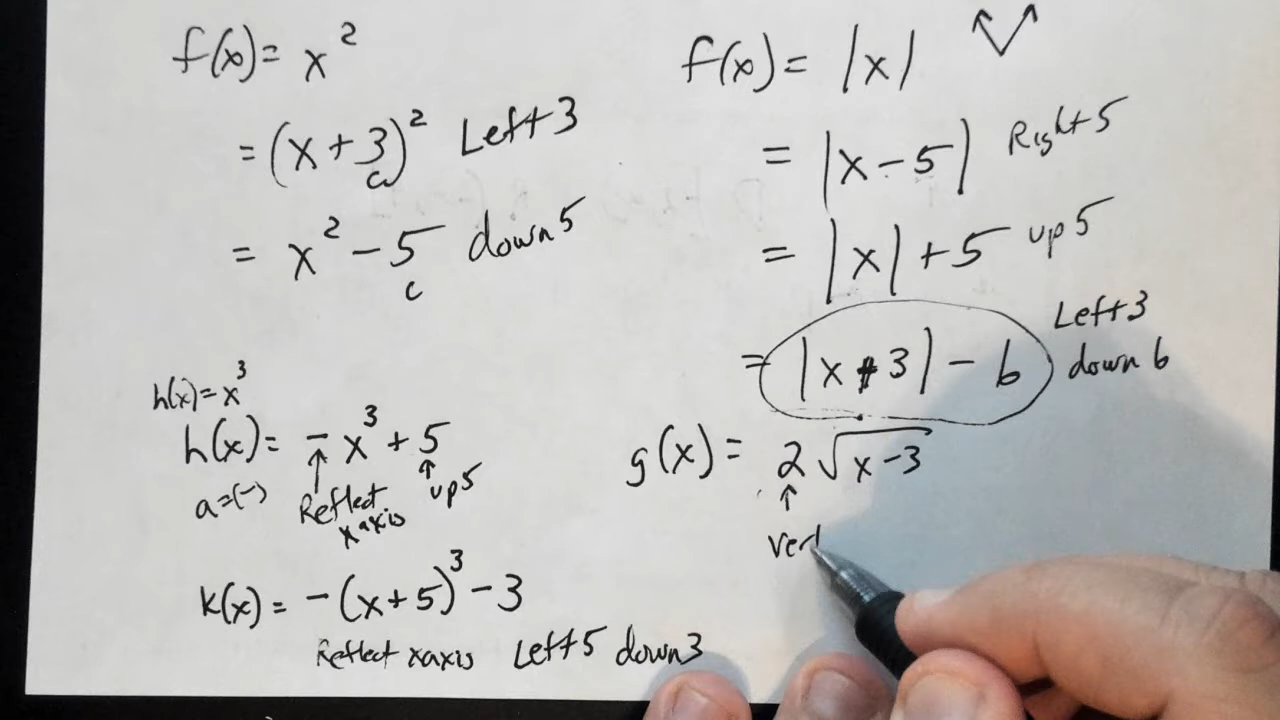 f(x) = x²
= (x + 3)² Left 3
c
= x² - 5 down 5
c
h(x) = x³
h(x) = - x³ + 5
a = (-) Reflect x axis up 5
k(x) = - (x + 5)³ - 3
Reflect x axis Left 5 down 3
f(x) = |x|
= |x - 5| Right 5
= |x| + 5 up 5
= |x + 3| - 6 Left 3 down 6
g(x) = 2√(x - 3)
vert